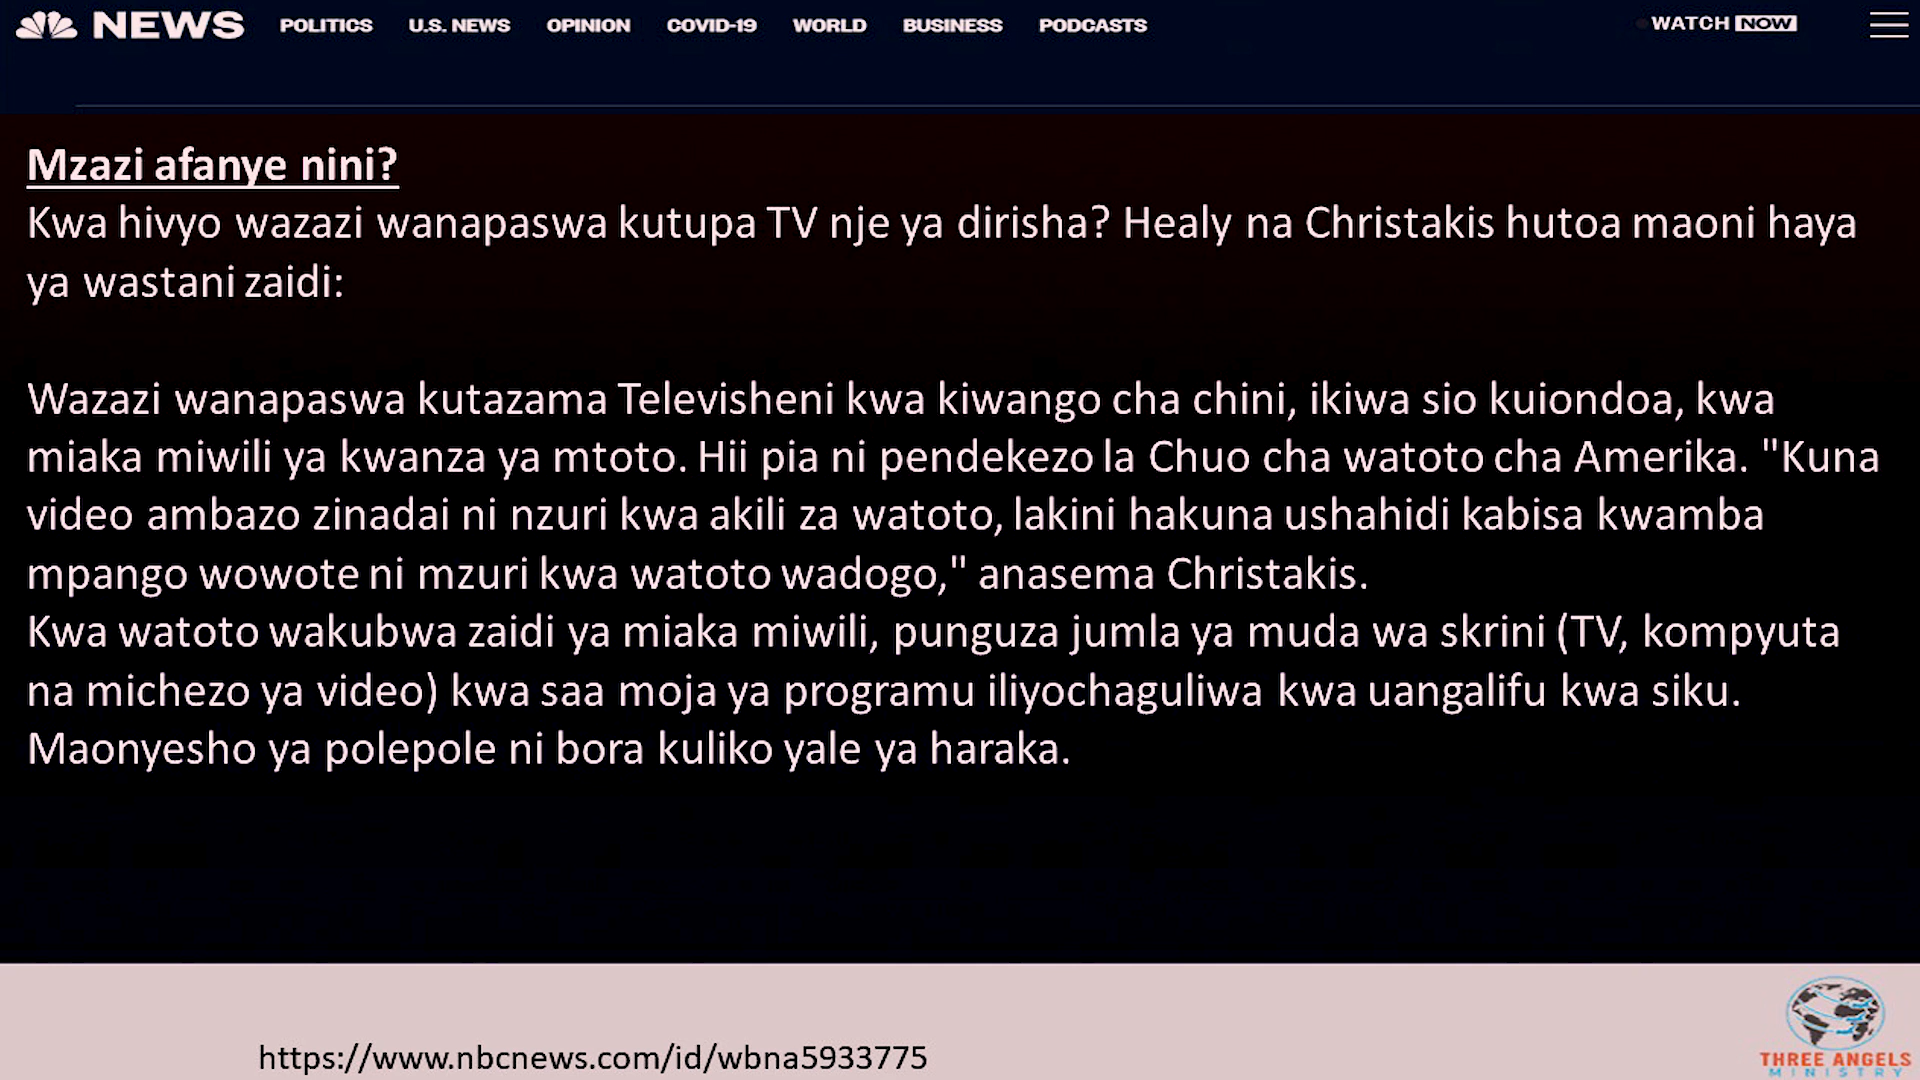 NEWS POLITICS U.S. NEWS OPINION COVID-19 WORLD BUSINESS PODCASTS WATCH NOW
Mzazi afanye nini?
Kwa hivyo wazazi wanapaswa kutupa TV nje ya dirisha? Healy na Christakis hutoa maoni haya
ya wastani zaidi:
Wazazi wanapaswa kutazama Televisheni kwa kiwango cha chini, ikiwa sio kuiondoa, kwa
miaka miwili ya kwanza ya mtoto. Hii pia ni pendekezo la Chuo cha watoto cha Amerika. "Kuna
video ambazo zinadai ni nzuri kwa akili za watoto, lakini hakuna ushahidi kabisa kwamba
mpango wowote ni mzuri kwa watoto wadogo," anasema Christakis.
Kwa watoto wakubwa zaidi ya miaka miwili, punguza jumla ya muda wa skrini (TV, kompyuta
na michezo ya video) kwa saa moja ya programu iliyochaguliwa kwa uangalifu kwa siku.
Maonyesho ya polepole ni bora kuliko yale ya haraka.
https://www.nbcnews.com/id/wbna5933775
THREE ANGELS
MINISTRY